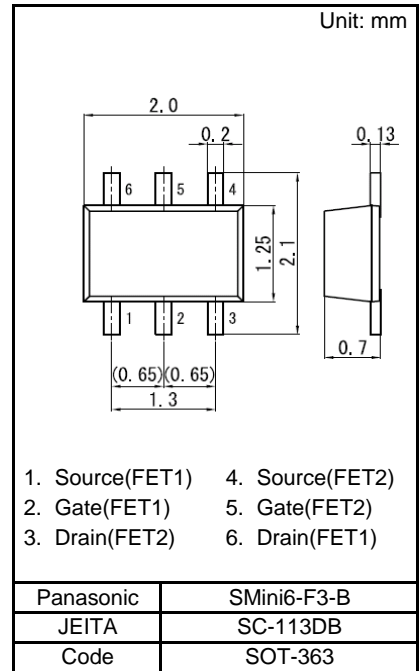 Unit: mm
2.0
0.2
0.13
6 5 4
1.25
2.1
1 2 3
0.7
(0.65)(0.65)
1.3
1. Source(FET1) 4. Source(FET2)
2. Gate(FET1) 5. Gate(FET2)
3. Drain(FET2) 6. Drain(FET1)
Panasonic SMini6-F3-B
JEITA SC-113DB
Code SOT-363